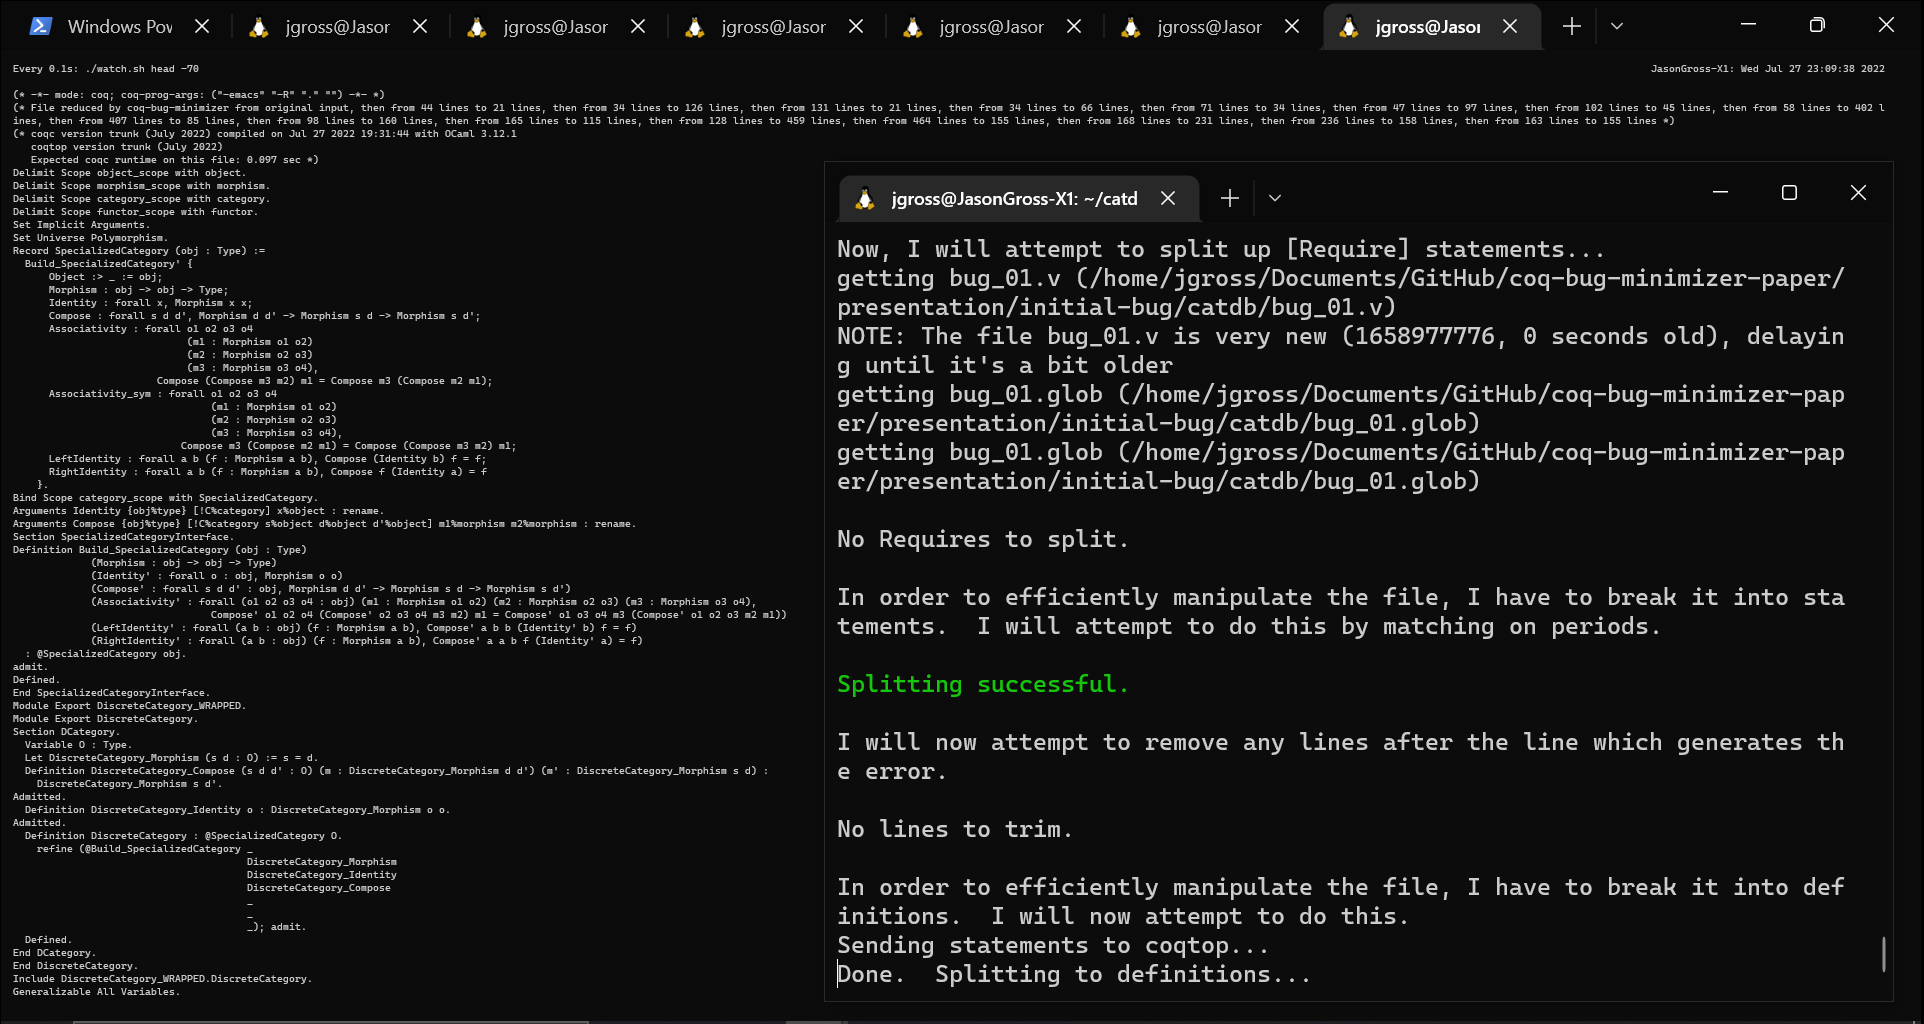 Windows Pow
jgross@Jasor
jgross@Jasor
jgross@Jasor
jgross@Jasor
jgross@Jasor
jgross@Jasor
Every 0.1s: ./watch.sh head -70
JasonGross-X1: Wed Jul 27 23:09:38 2022
(* -*- mode: coq; coq-prog-args: ("-emacs" "-R" "." "") -*- *)
(* File reduced by coq-bug-minimizer from original input, then from 44 lines to 21 lines, then from 34 lines to 126 lines, then from 131 lines to 21 lines, then from 34 lines to 66 lines, then from 71 lines to 34 lines, then from 47 lines to 97 lines, then from 102 lines to 45 lines, then from 58 lines to 402 l
ines, then from 407 lines to 85 lines, then from 98 lines to 160 lines, then from 165 lines to 115 lines, then from 128 lines to 459 lines, then from 464 lines to 155 lines, then from 168 lines to 231 lines, then from 236 lines to 158 lines, then from 163 lines to 155 lines *)
(* coqc version trunk (July 2022) compiled on Jul 27 2022 19:31:44 with OCaml 3.12.1
   coqtop version trunk (July 2022)
   Expected coqc runtime on this file: 0.097 sec *)
Delimit Scope object_scope with object.
Delimit Scope morphism_scope with morphism.
Delimit Scope category_scope with category.
Delimit Scope functor_scope with functor.
Set Implicit Arguments.
Set Universe Polymorphism.
Record SpecializedCategory (obj : Type) :=
  Build_SpecializedCategory' {
      Object :> _ := obj;
      Morphism : obj -> obj -> Type;
      Identity : forall x, Morphism x x;
      Compose : forall s d d', Morphism d d' -> Morphism s d -> Morphism s d';
      Associativity : forall o1 o2 o3 o4
                             (m1 : Morphism o1 o2)
                             (m2 : Morphism o2 o3)
                             (m3 : Morphism o3 o4),
                        Compose (Compose m3 m2) m1 = Compose m3 (Compose m2 m1);
      Associativity_sym : forall o1 o2 o3 o4
                                 (m1 : Morphism o1 o2)
                                 (m2 : Morphism o2 o3)
                                 (m3 : Morphism o3 o4),
                            Compose m3 (Compose m2 m1) = Compose (Compose m3 m2) m1;
      LeftIdentity : forall a b (f : Morphism a b), Compose (Identity b) f = f;
      RightIdentity : forall a b (f : Morphism a b), Compose f (Identity a) = f
    }.
Bind Scope category_scope with SpecializedCategory.
Arguments Identity {obj%type} [!C%category] x%object : rename.
Arguments Compose {obj%type} [!C%category s%object d%object d'%object] m1%morphism m2%morphism : rename.
Section SpecializedCategoryInterface.
Definition Build_SpecializedCategory (obj : Type)
             (Morphism : obj -> obj -> Type)
             (Identity' : forall o : obj, Morphism o o)
             (Compose' : forall s d d' : obj, Morphism d d' -> Morphism s d -> Morphism s d')
             (Associativity' : forall (o1 o2 o3 o4 : obj) (m1 : Morphism o1 o2) (m2 : Morphism o2 o3) (m3 : Morphism o3 o4),
                                 Compose' o1 o2 o4 (Compose' o2 o3 o4 m3 m2) m1 = Compose' o1 o3 o4 m3 (Compose' o1 o2 o3 m2 m1))
             (LeftIdentity' : forall (a b : obj) (f : Morphism a b), Compose' a b b (Identity' b) f = f)
             (RightIdentity' : forall (a b : obj) (f : Morphism a b), Compose' a a b f (Identity' a) = f)
  : @SpecializedCategory obj.
admit.
Defined.
End SpecializedCategoryInterface.
Module Export DiscreteCategory_WRAPPED.
Module Export DiscreteCategory.
Section DCategory.
  Variable O : Type.
  Let DiscreteCategory_Morphism (s d : O) := s = d.
  Definition DiscreteCategory_Compose (s d d' : O) (m : DiscreteCategory_Morphism d d') (m' : DiscreteCategory_Morphism s d) :
    DiscreteCategory_Morphism s d'.
Admitted.
  Definition DiscreteCategory_Identity o : DiscreteCategory_Morphism o o.
Admitted.
  Definition DiscreteCategory : @SpecializedCategory O.
    refine (@Build_SpecializedCategory _
                                       DiscreteCategory_Morphism
                                       DiscreteCategory_Identity
                                       DiscreteCategory_Compose
                                       _
                                       _
                                       _); admit.
  Defined.
End DCategory.
End DiscreteCategory.
Include DiscreteCategory_WRAPPED.DiscreteCategory.
Generalizable All Variables.
jgross@JasonGross-X1: ~/catd
Now, I will attempt to split up [Require] statements...
getting bug_01.v (/home/jgross/Documents/GitHub/coq-bug-minimizer-paper/
presentation/initial-bug/catdb/bug_01.v)
NOTE: The file bug_01.v is very new (1658977776, 0 seconds old), delayin
g until it's a bit older
getting bug_01.glob (/home/jgross/Documents/GitHub/coq-bug-minimizer-pap
er/presentation/initial-bug/catdb/bug_01.glob)
getting bug_01.glob (/home/jgross/Documents/GitHub/coq-bug-minimizer-pap
er/presentation/initial-bug/catdb/bug_01.glob)
No Requires to split.
In order to efficiently manipulate the file, I have to break it into sta
tements.  I will attempt to do this by matching on periods.
Splitting successful.
I will now attempt to remove any lines after the line which generates th
e error.
No lines to trim.
In order to efficiently manipulate the file, I have to break it into def
initions.  I will now attempt to do this.
Sending statements to coqtop...
Done.  Splitting to definitions...